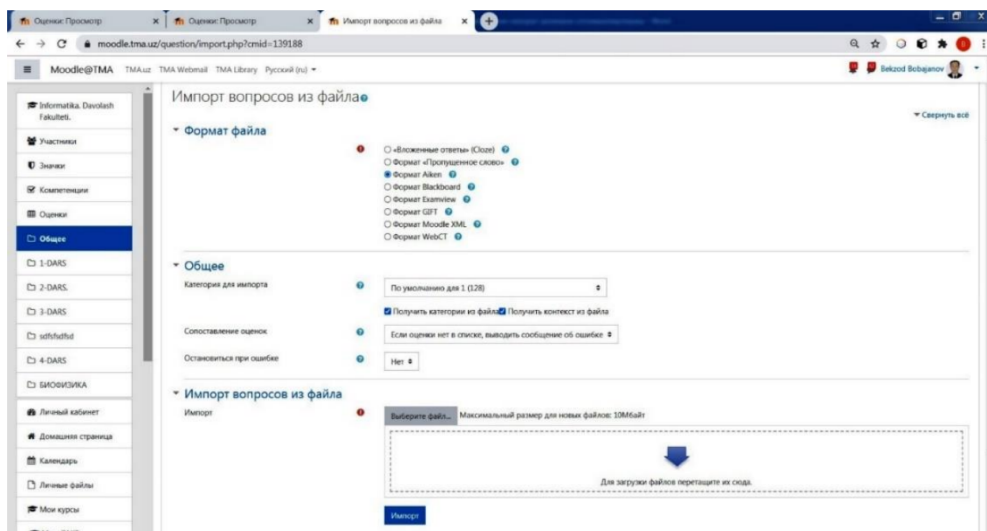 Оценки: Просмотр
Оценки: Просмотр
Импорт вопросов из файла
moodle.tma.uz/question/import.php?cmid=139188
Moodle@TMA TMA.uz TMA Webmail TMA Library Русский (ru)
Bekzod Bobajanov
Informatika. Davolash Fakulteti.
Участники
Значки
Компетенции
Оценки
Общее
1-DARS
2-DARS.
3-DARS
sdfsfsdfsd
4-DARS
БИОФИЗИКА
Личный кабинет
Домашняя страница
Календарь
Личные файлы
Мои курсы
Импорт вопросов из файла
Свернуть всё
Формат файла
«Вложенные ответы» (Cloze)
Формат «Пропущенное слово»
Формат Aiken
Формат Blackboard
Формат Examview
Формат GIFT
Формат Moodle XML
Формат WebCT
Общее
Категория для импорта
По умолчанию для 1 (128)
Получить категории из файла Получить контекст из файла
Сопоставление оценок
Если оценки нет в списке, выводить сообщение об ошибке
Остановиться при ошибке
Нет
Импорт вопросов из файла
Импорт
Выберите файл... Максимальный размер для новых файлов: 10Мбайт
Для загрузки файлов перетащите их сюда.
Импорт